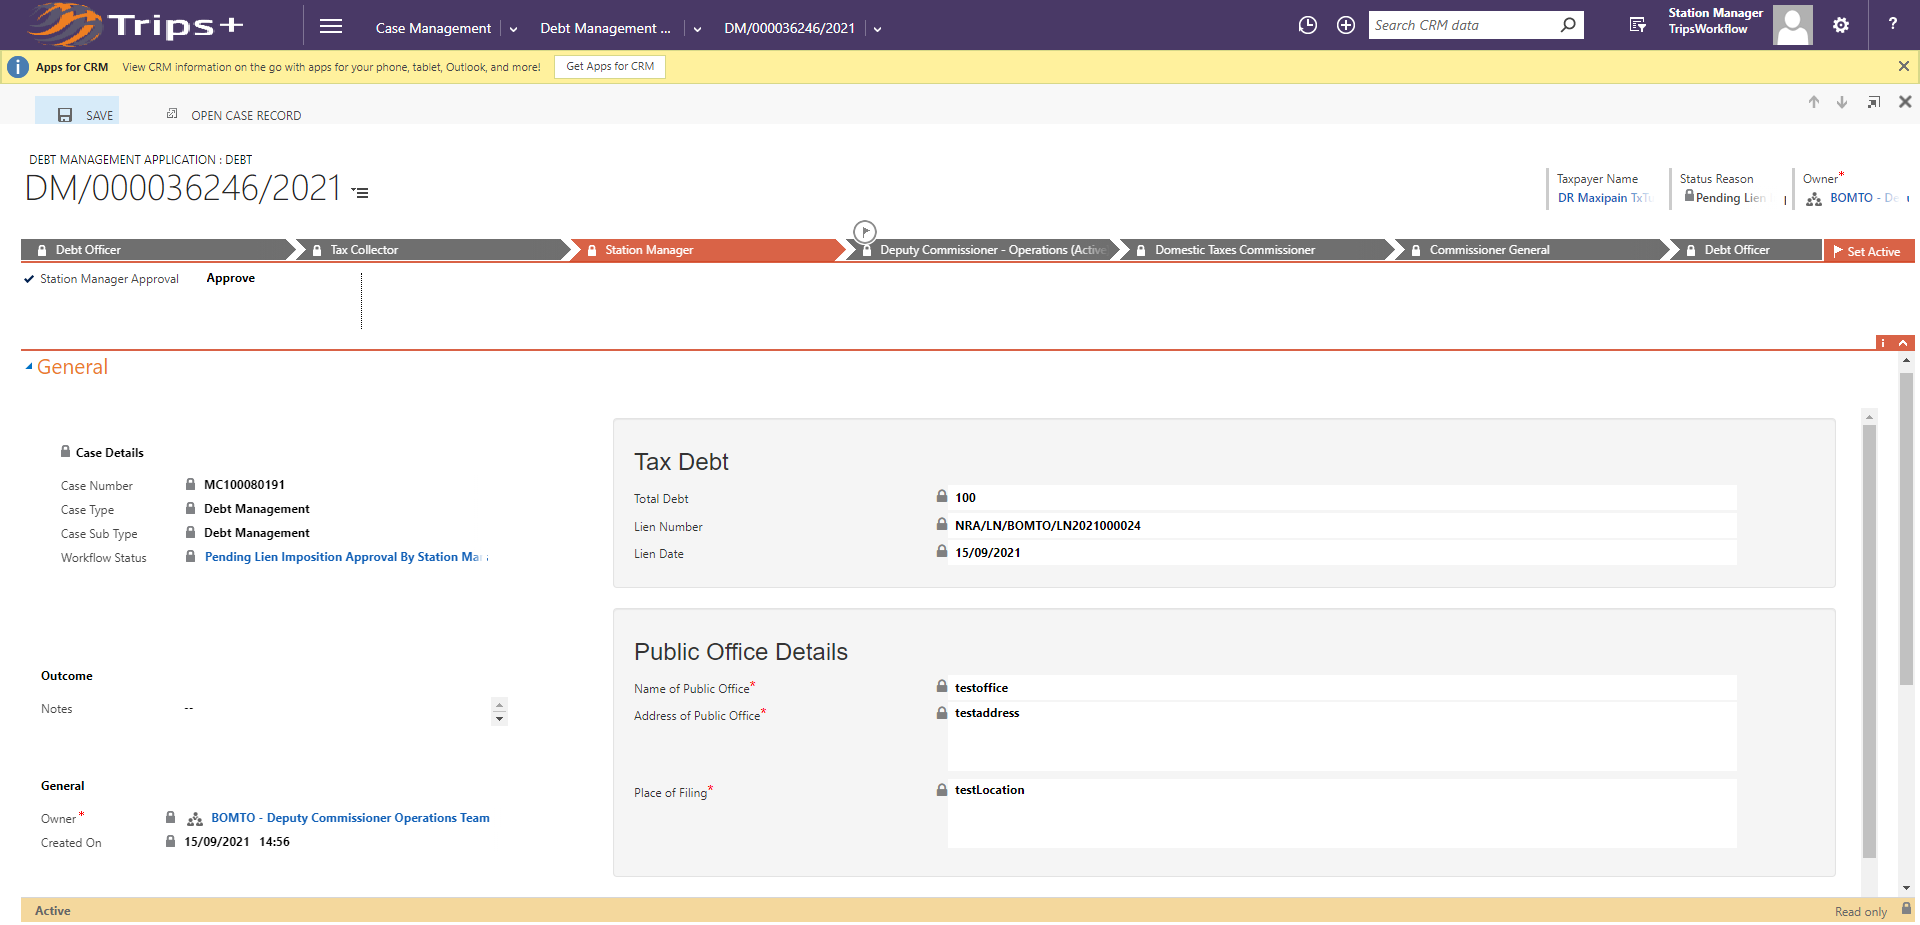 Trips+
Case Management
Debt Management ...
DM/000036246/2021
Search CRM data
Station Manager
TripsWorkflow
?
Apps for CRM
View CRM information on the go with apps for your phone, tablet, Outlook, and more!
Get Apps for CRM
SAVE
OPEN CASE RECORD
DEBT MANAGEMENT APPLICATION : DEBT
DM/000036246/2021
Taxpayer Name
DR Maxipain
Status Reason
Pending Lien
Owner*
BOMTO - De
Debt Officer
Tax Collector
Station Manager
Deputy Commissioner - Operations (Active
Domestic Taxes Commissioner
Commissioner General
Debt Officer
Set Active
Station Manager Approval
Approve
General
Case Details
Case Number
MC100080191
Case Type
Debt Management
Case Sub Type
Debt Management
Workflow Status
Pending Lien Imposition Approval By Station Ma
Outcome
Notes
--
General
Owner*
BOMTO - Deputy Commissioner Operations Team
Created On
15/09/2021 14:56
Tax Debt
Total Debt
100
Lien Number
NRA/LN/BOMTO/LN2021000024
Lien Date
15/09/2021
Public Office Details
Name of Public Office*
testoffice
Address of Public Office*
testaddress
Place of Filing*
testLocation
Active
Read only